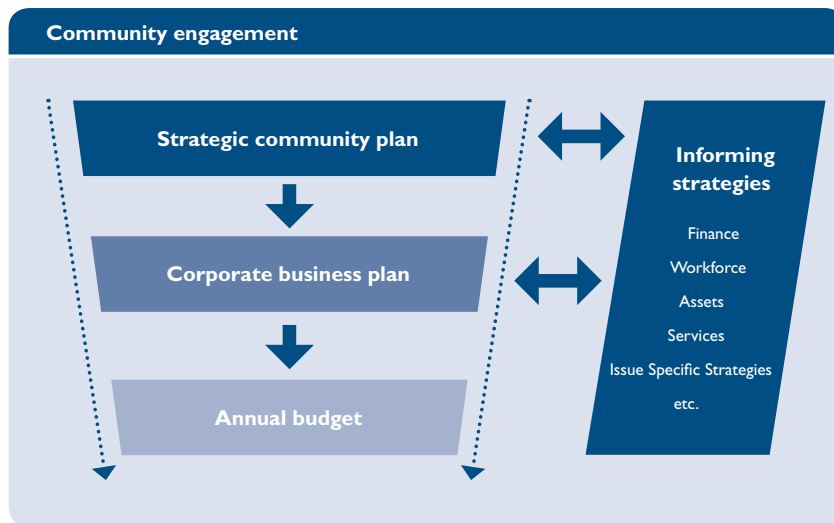 Community engagement
Strategic community plan
Corporate business plan
Annual budget
Informing
strategies
Finance
Workforce
Assets
Services
Issue Specific Strategies
etc.